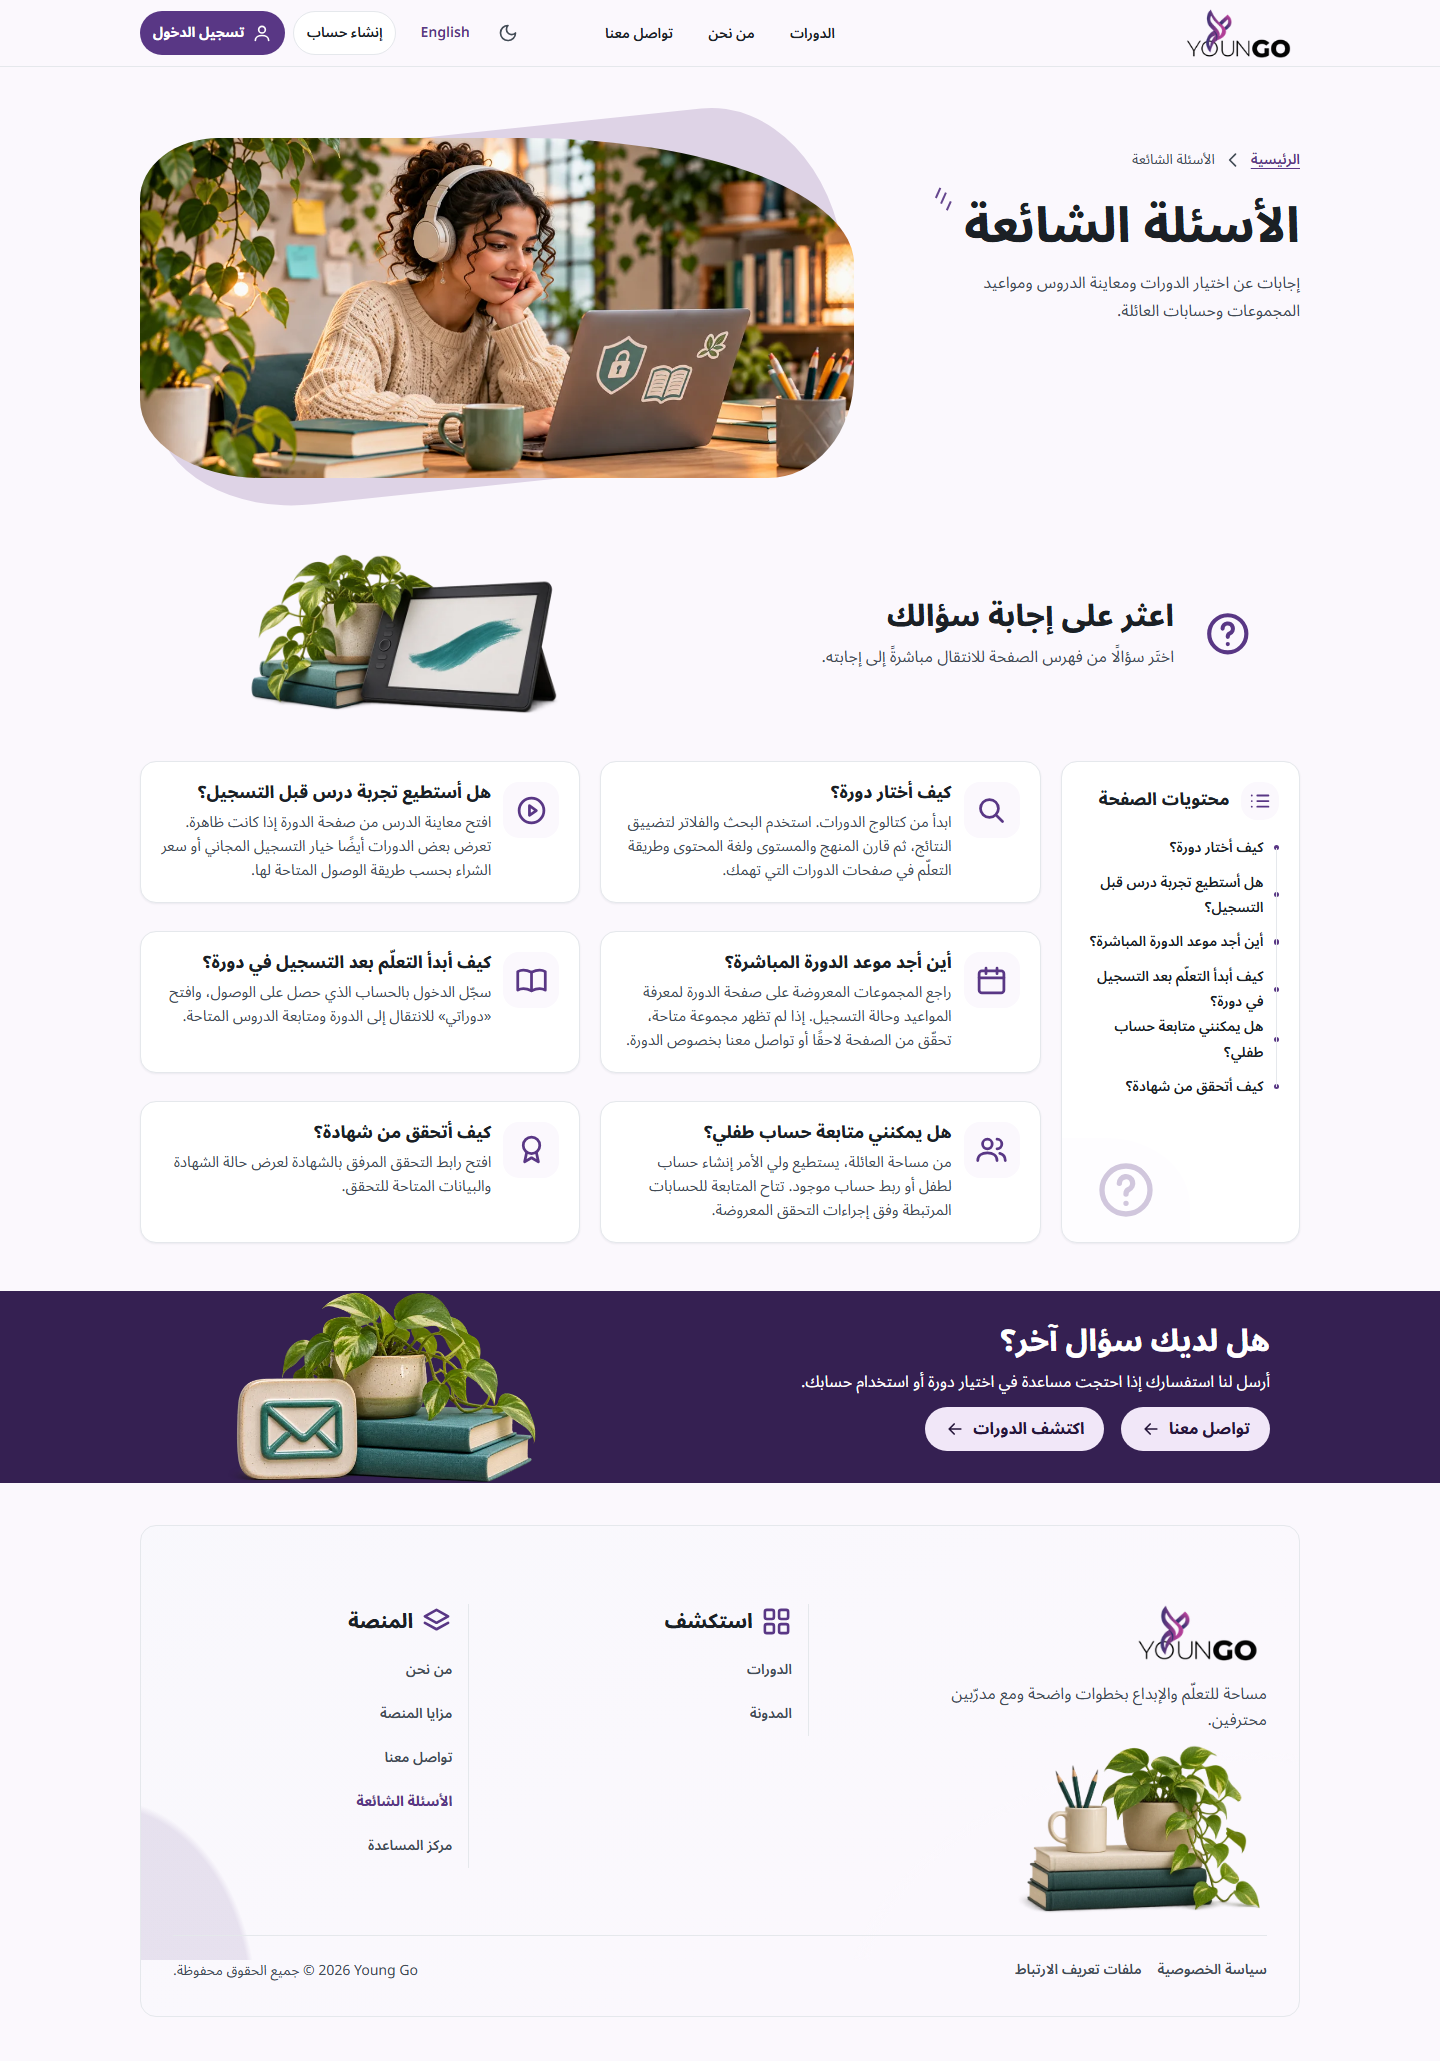 YOUNGO
الدورات
من نحن
تواصل معنا
English
إنشاء حساب
تسجيل الدخول
الرئيسية
الأسئلة الشائعة
الأسئلة الشائعة
إجابات عن اختيار الدورات ومعاينة الدروس ومواعيد
المجموعات وحسابات العائلة.
اعثر على إجابة سؤالك
اختَر سؤالًا من فهرس الصفحة للانتقال مباشرةً إلى إجابته.
محتويات الصفحة
كيف أختار دورة؟
هل أستطيع تجربة درس قبل
التسجيل؟
أين أجد موعد الدورة المباشرة؟
كيف أبدأ التعلّم بعد التسجيل
في دورة؟
هل يمكنني متابعة حساب
طفلي؟
كيف أتحقق من شهادة؟
كيف أختار دورة؟
ابدأ من كتالوج الدورات. استخدم البحث والفلاتر لتضييق
النتائج، ثم قارن المنهج والمستوى ولغة المحتوى وطريقة
التعلّم في صفحات الدورات التي تهمك.
هل أستطيع تجربة درس قبل التسجيل؟
افتح معاينة الدرس من صفحة الدورة إذا كانت ظاهرة.
تعرض بعض الدورات أيضًا خيار التسجيل المجاني أو سعر
الشراء بحسب طريقة الوصول المتاحة لها.
أين أجد موعد الدورة المباشرة؟
راجع المجموعات المعروضة على صفحة الدورة لمعرفة
المواعيد وحالة التسجيل. إذا لم تظهر مجموعة متاحة،
تحقّق من الصفحة لاحقًا أو تواصل معنا بخصوص الدورة.
كيف أبدأ التعلّم بعد التسجيل في دورة؟
سجّل الدخول بالحساب الذي حصل على الوصول، وافتح
«دوراتي» للانتقال إلى الدورة ومتابعة الدروس المتاحة.
هل يمكنني متابعة حساب طفلي؟
من مساحة العائلة، يستطيع ولي الأمر إنشاء حساب
لطفل أو ربط حساب موجود. تتاح المتابعة للحسابات
المرتبطة وفق إجراءات التحقق المعروضة.
كيف أتحقق من شهادة؟
افتح رابط التحقق المرفق بالشهادة لعرض حالة الشهادة
والبيانات المتاحة للتحقق.
هل لديك سؤال آخر؟
أرسل لنا استفسارك إذا احتجت مساعدة في اختيار دورة أو استخدام حسابك.
تواصل معنا
اكتشف الدورات
YOUNGO
مساحة للتعلّم والإبداع بخطوات واضحة ومع مدرّبين
محترفين.
استكشف
الدورات
المدونة
المنصة
من نحن
مزايا المنصة
تواصل معنا
الأسئلة الشائعة
مركز المساعدة
سياسة الخصوصية
ملفات تعريف الارتباط
© 2026 Young Go جميع الحقوق محفوظة.